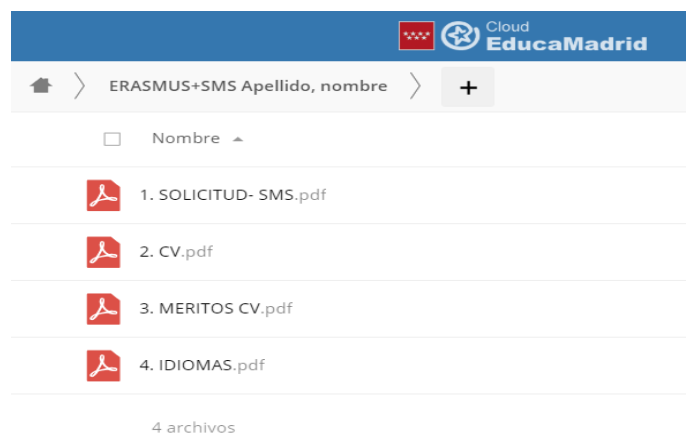 Cloud
EducaMadrid
ERASMUS+SMS Apellido, nombre
+
Nombre
1. SOLICITUD- SMS.pdf
2. CV.pdf
3. MERITOS CV.pdf
4. IDIOMAS.pdf
4 archivos